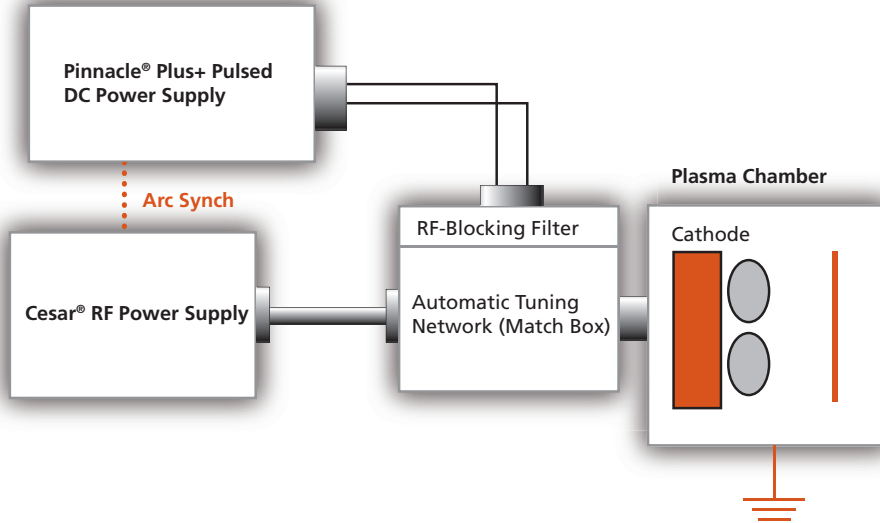 Pinnacle® Plus+ Pulsed
DC Power Supply
Arc Synch
Cesar® RF Power Supply
RF-Blocking Filter
Automatic Tuning
Network (Match Box)
Plasma Chamber
Cathode